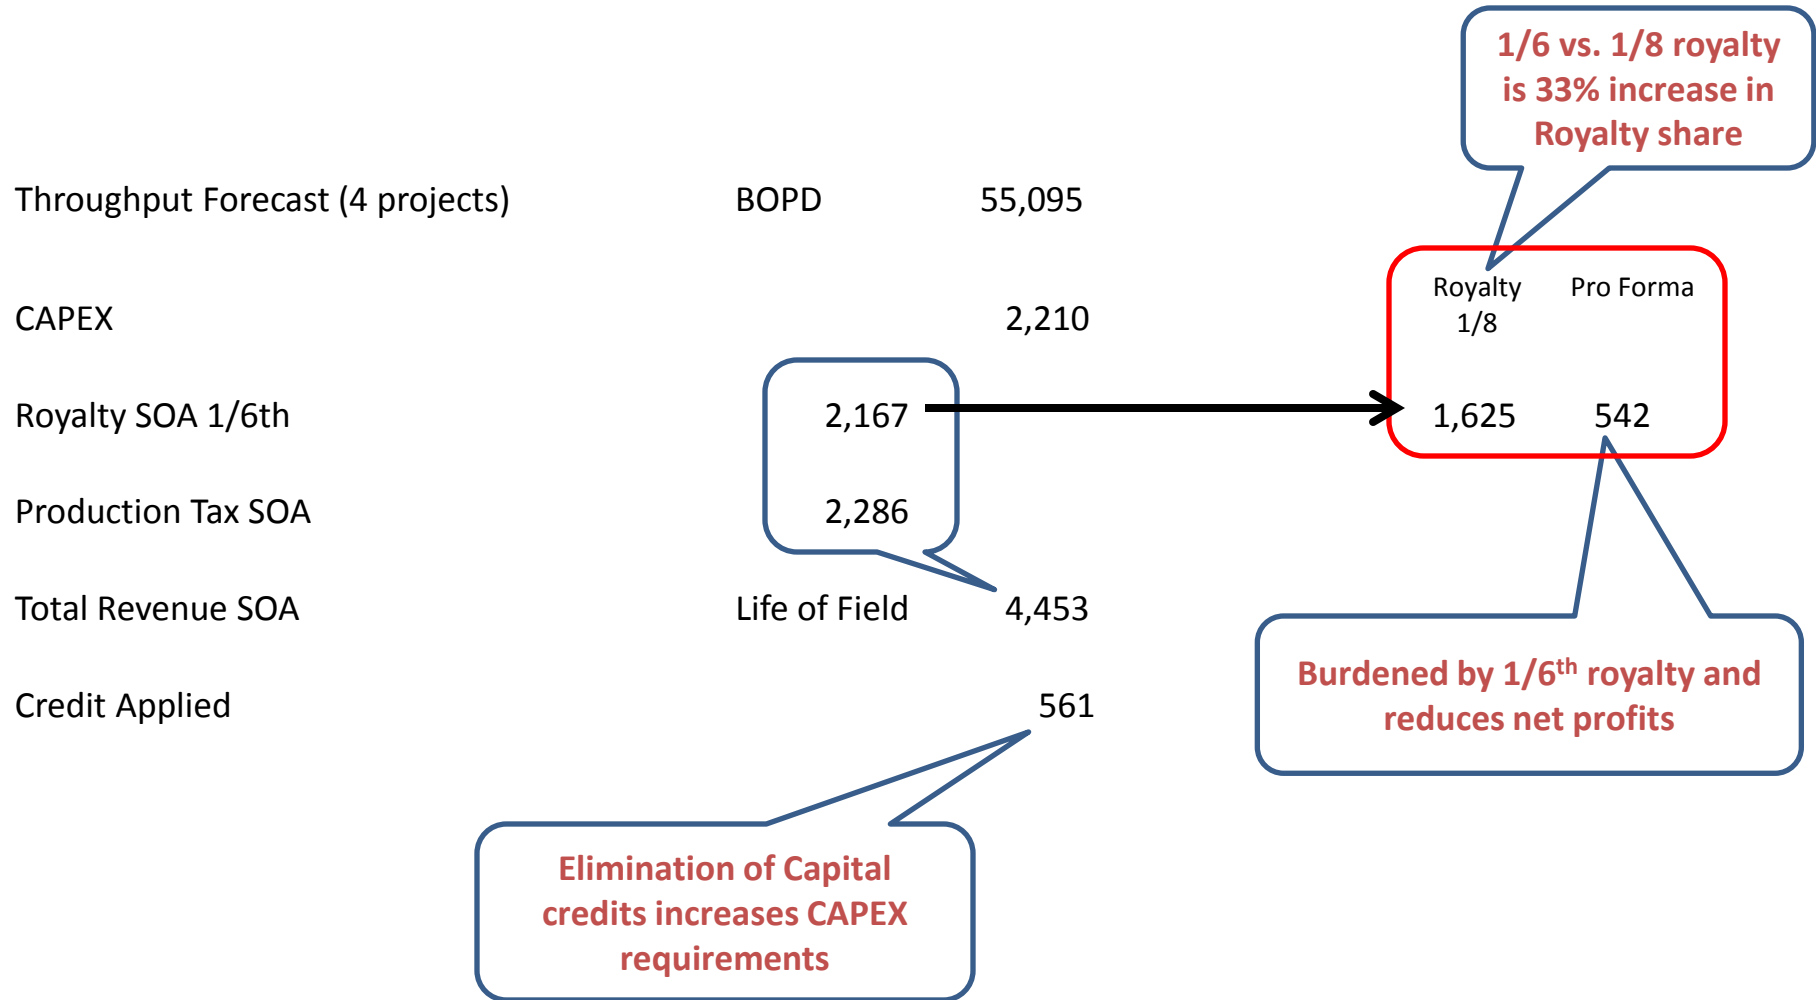 1/6 vs. 1/8 royalty
is 33% increase in
Royalty share
Throughput Forecast (4 projects) BOPD 55,095
Royalty Pro Forma
1/8
CAPEX 2,210
Royalty SOA 1/6th 2,167 1,625 542
Production Tax SOA 2,286
Total Revenue SOA Life of Field 4,453
Burdened by 1/6th royalty and
reduces net profits
Credit Applied 561
Elimination of Capital
credits increases CAPEX
requirements